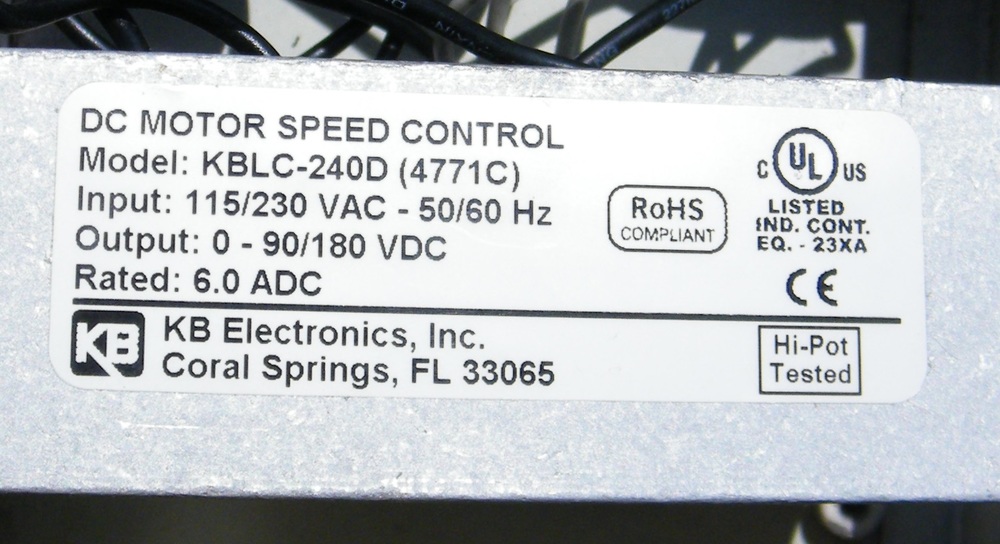 DC MOTOR SPEED CONTROL
Model: KBLC-240D (4771C)
Input: 115/230 VAC - 50/60 Hz
Output: 0 - 90/180 VDC
Rated: 6.0 ADC
RoHS
COMPLIANT
C UL US
LISTED
IND. CONT.
EQ. - 23XA
CE
KB KB Electronics, Inc.
Coral Springs, FL 33065
Hi-Pot
Tested